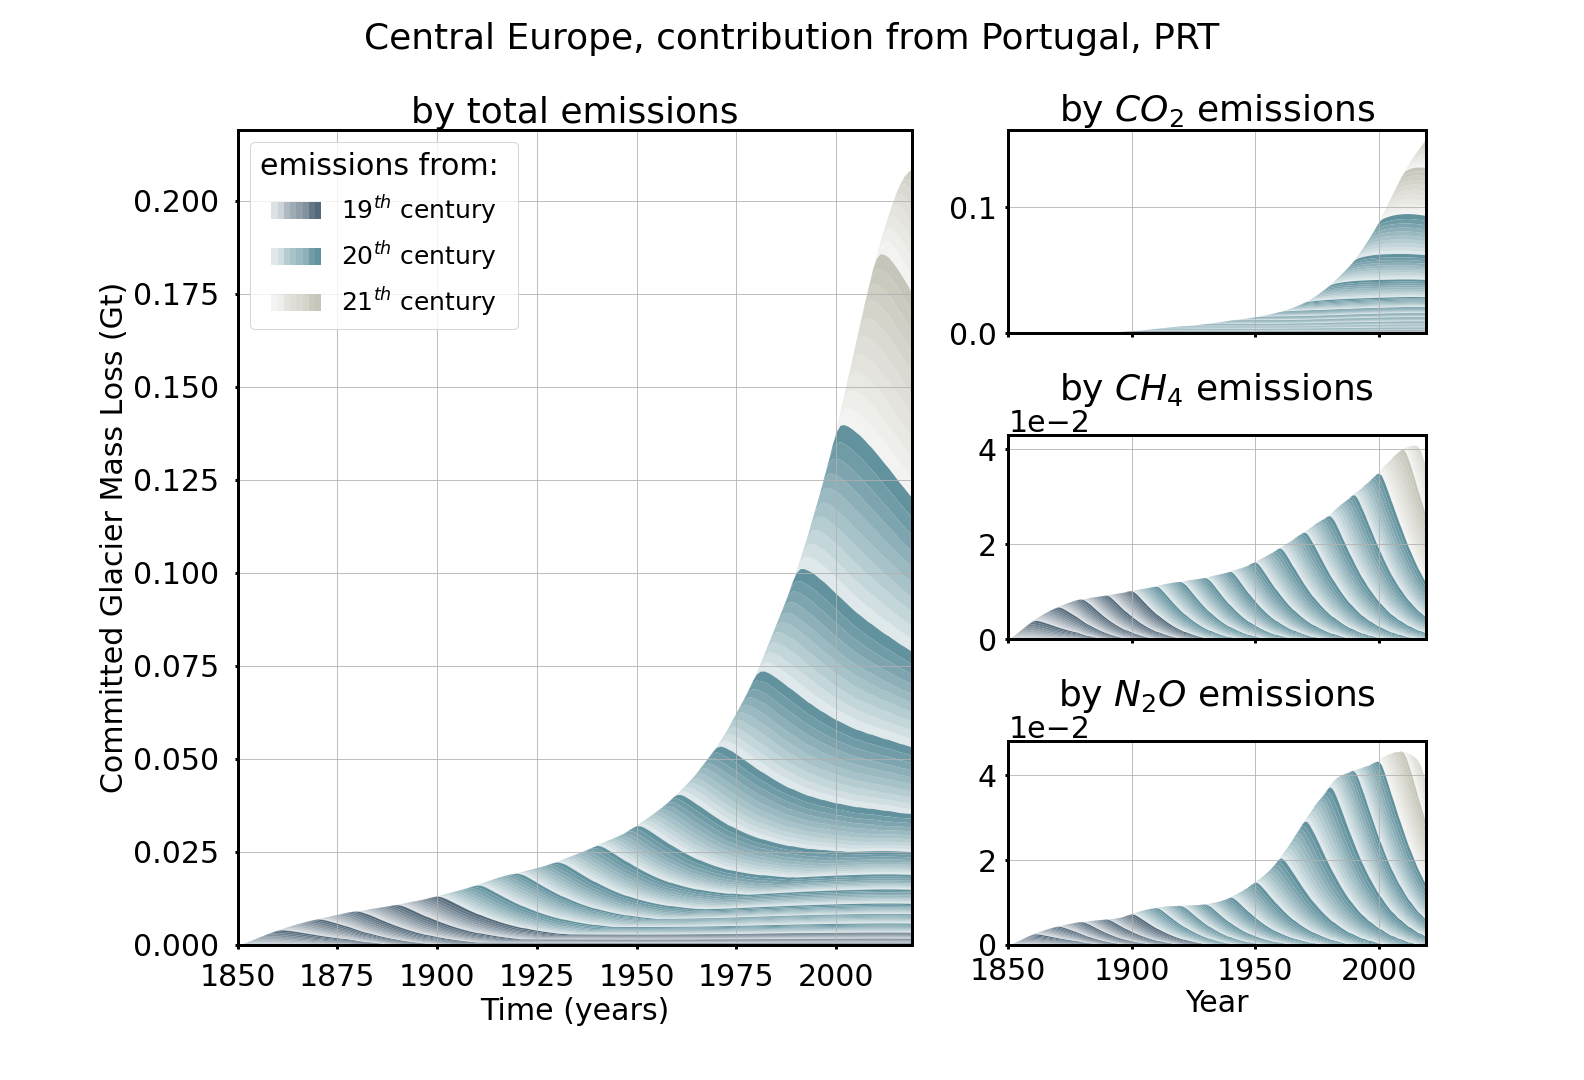 Central Europe, contribution from Portugal, PRT
by total emissions
emissions from:
19th century
20th century
21th century
Committed Glacier Mass Loss (Gt)
0.200
0.175
0.150
0.125
0.100
0.075
0.050
0.025
0.000
1850 1875 1900 1925 1950 1975 2000
Time (years)
by CO2 emissions
0.1
0.0
by CH4 emissions
1e−2
4
2
0
by N2O emissions
1e−2
4
2
0
1850 1900 1950 2000
Year